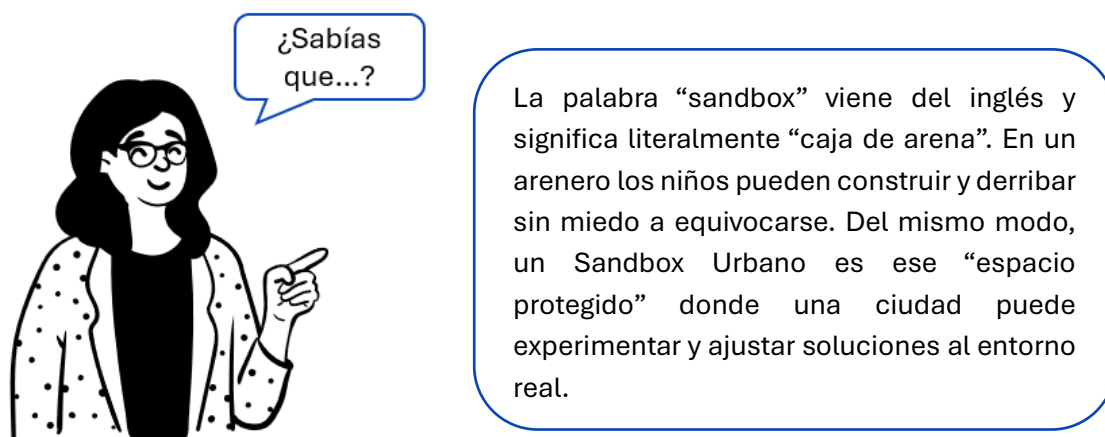 ¿Sabías
que...?
La palabra “sandbox” viene del inglés y
significa literalmente “caja de arena”. En un
arenero los niños pueden construir y derribar
sin miedo a equivocarse. Del mismo modo,
un Sandbox Urbano es ese “espacio
protegido” donde una ciudad puede
experimentar y ajustar soluciones al entorno
real.